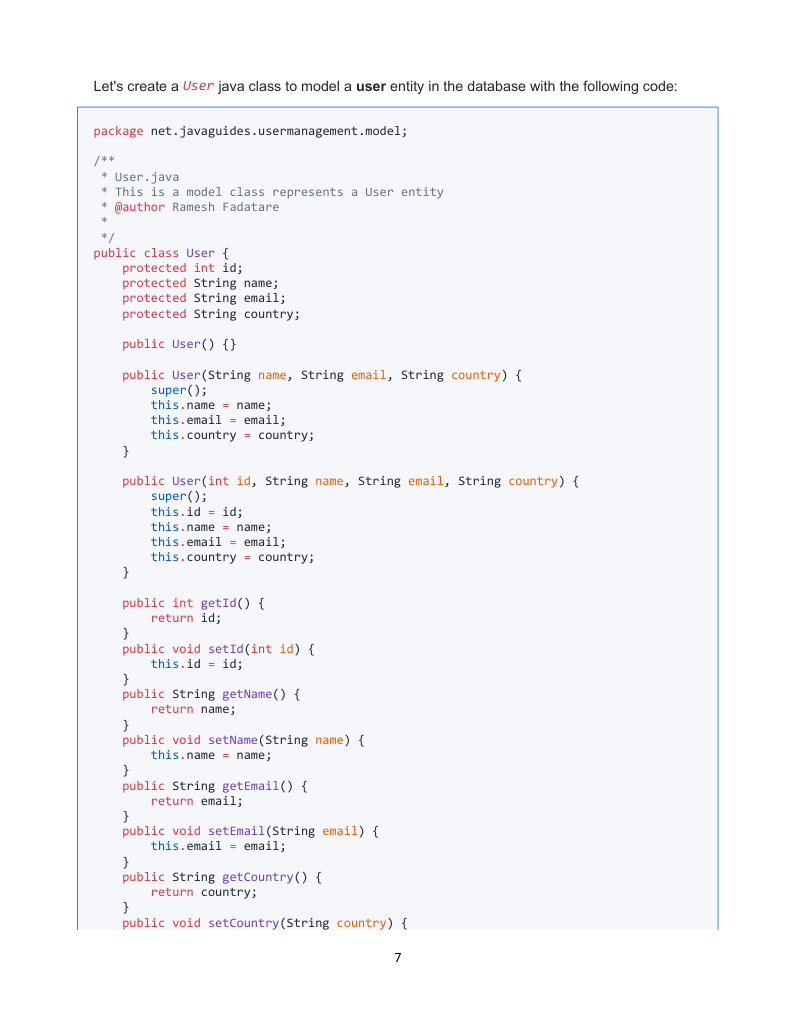 Let's create a User java class to model a user entity in the database with the following code:
package net.javaguides.usermanagement.model;
/**
 * User.java
 * This is a model class represents a User entity
 * @author Ramesh Fadatare
 *
 */
public class User {
    protected int id;
    protected String name;
    protected String email;
    protected String country;
    public User() {}
    public User(String name, String email, String country) {
        super();
        this.name = name;
        this.email = email;
        this.country = country;
    }
    public User(int id, String name, String email, String country) {
        super();
        this.id = id;
        this.name = name;
        this.email = email;
        this.country = country;
    }
    public int getId() {
        return id;
    }
    public void setId(int id) {
        this.id = id;
    }
    public String getName() {
        return name;
    }
    public void setName(String name) {
        this.name = name;
    }
    public String getEmail() {
        return email;
    }
    public void setEmail(String email) {
        this.email = email;
    }
    public String getCountry() {
        return country;
    }
    public void setCountry(String country) {
7